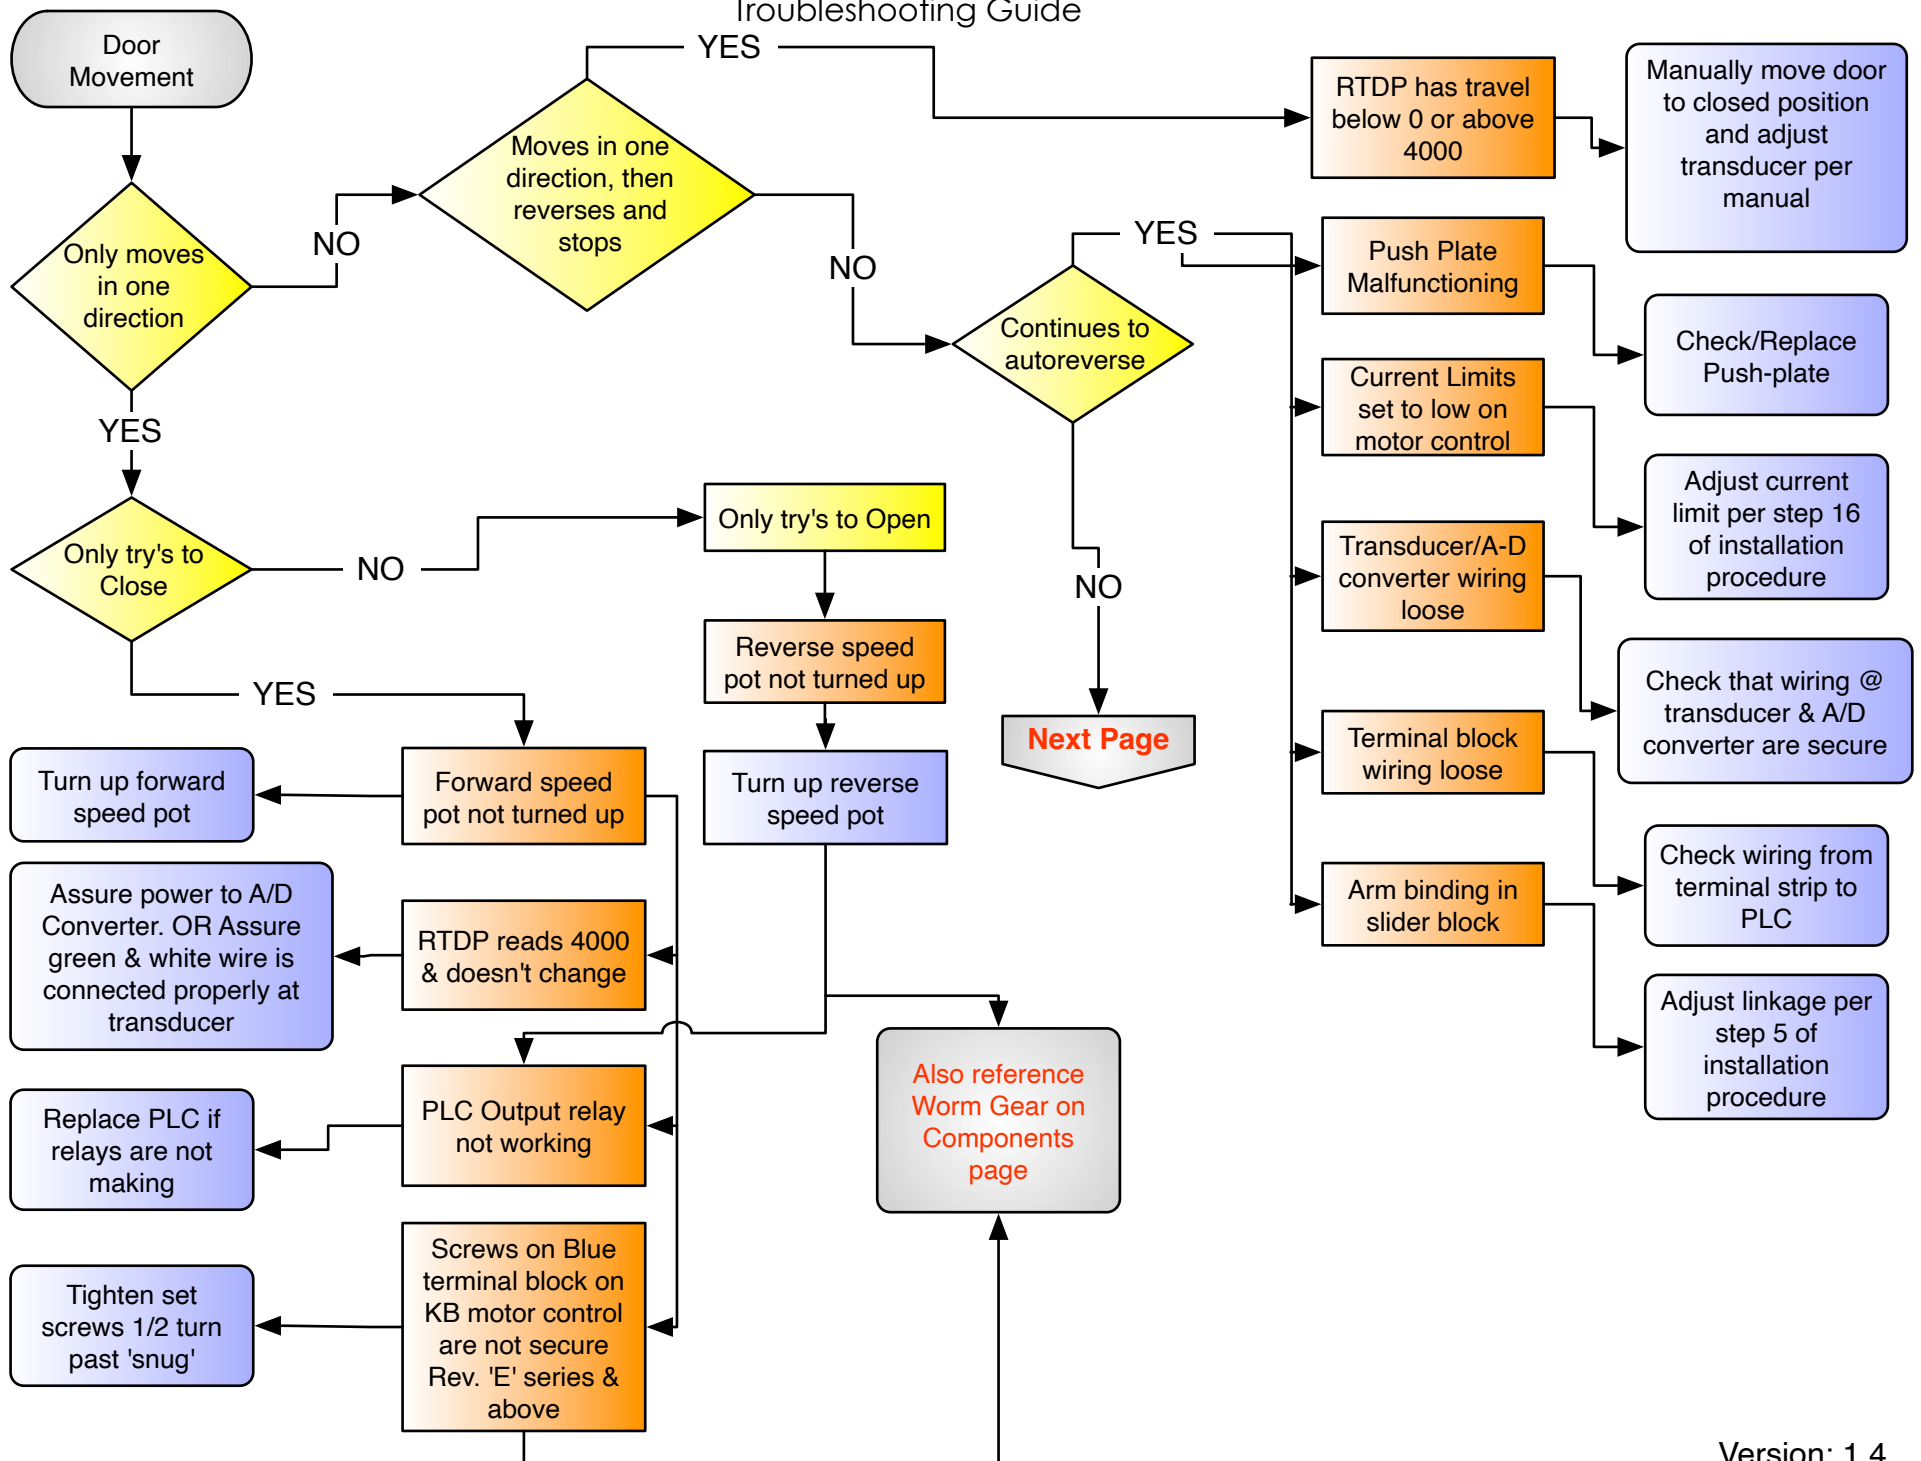 Troubleshooting Guide
Door
Movement
YES
Moves in one
direction, then
reverses and
stops
RTDP has travel
below 0 or above
4000
Manually move door
to closed position
and adjust
transducer per
manual
Only moves
in one
direction
NO
NO
YES
Continues to
autoreverse
Push Plate
Malfunctioning
Check/Replace
Push-plate
Current Limits
set to low on
motor control
Adjust current
limit per step 16
of installation
procedure
YES
Only try's to
Close
NO
Only try's to Open
NO
Transducer/A-D
converter wiring
loose
Check that wiring @
transducer & A/D
converter are secure
Reverse speed
pot not turned up
YES
Next Page
Terminal block
wiring loose
Check wiring from
terminal strip to
PLC
Turn up forward
speed pot
Forward speed
pot not turned up
Turn up reverse
speed pot
Arm binding in
slider block
Adjust linkage per
step 5 of
installation
procedure
Assure power to A/D
Converter. OR Assure
green & white wire is
connected properly at
transducer
RTDP reads 4000
& doesn't change
Also reference
Worm Gear on
Components
page
Replace PLC if
relays are not
making
PLC Output relay
not working
Tighten set
screws 1/2 turn
past 'snug'
Screws on Blue
terminal block on
KB motor control
are not secure
Rev. 'E' series &
above
Version: 1.4